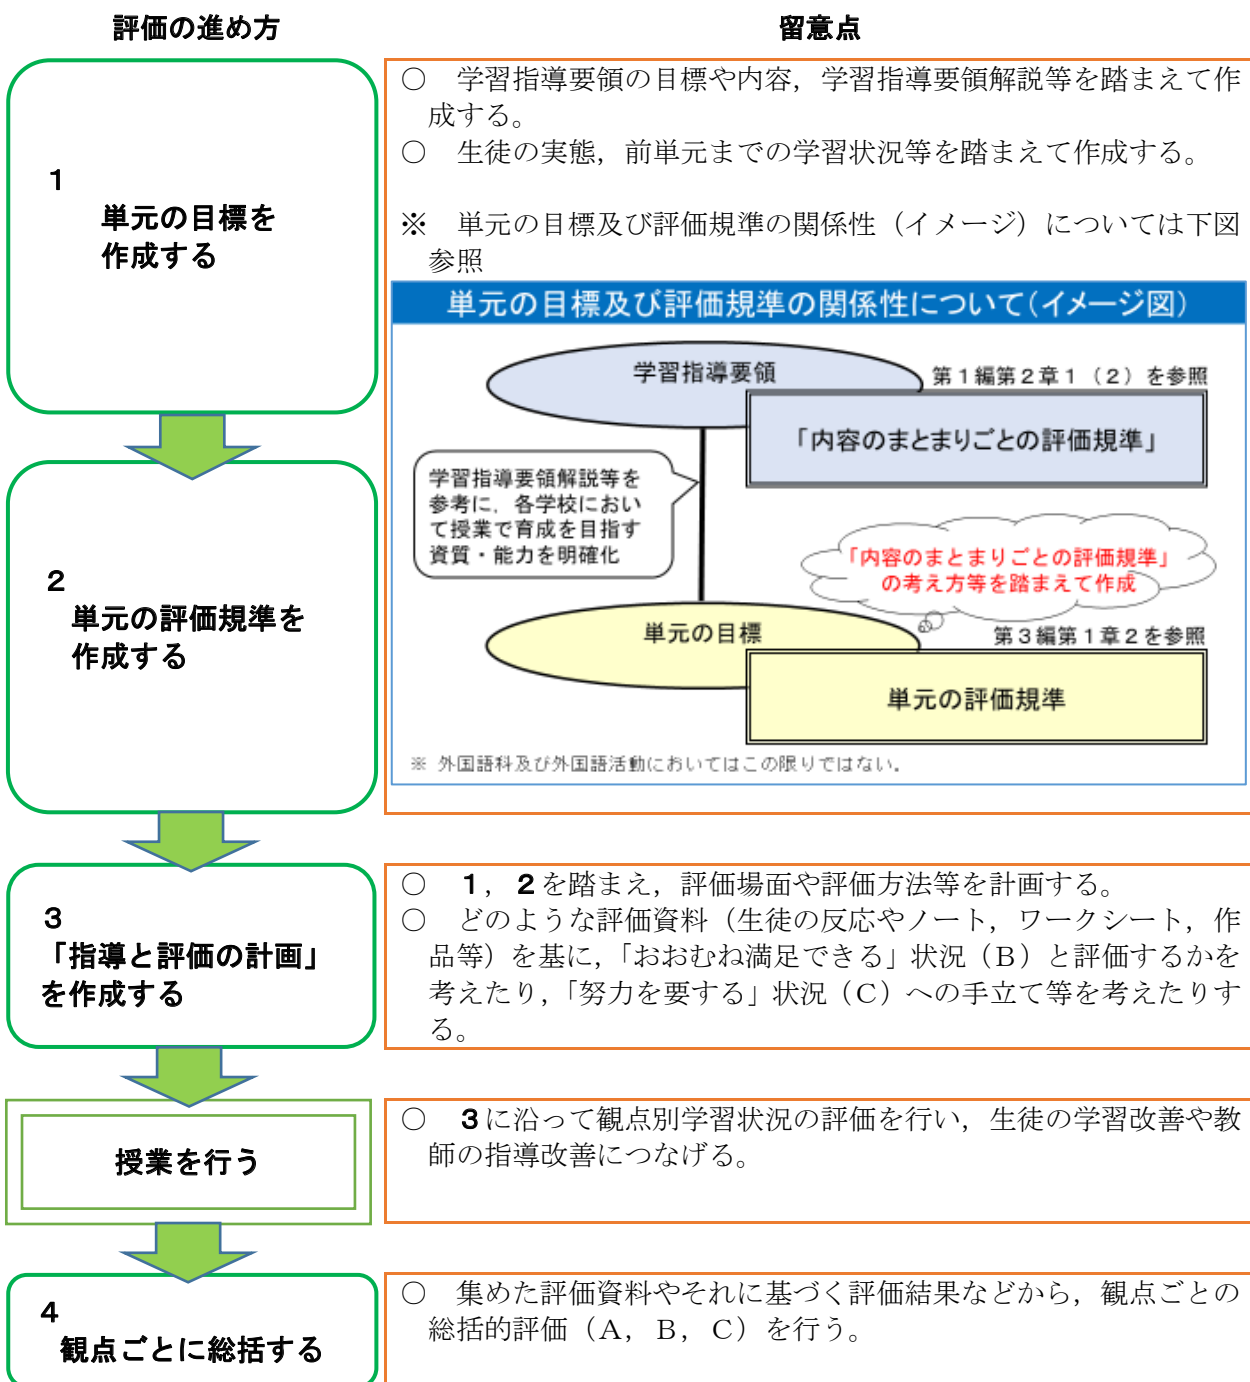 評価の進め方
留意点
1
単元の目標を
作成する
○　学習指導要領の目標や内容，学習指導要領解説等を踏まえて作
成する。
○　生徒の実態，前単元までの学習状況等を踏まえて作成する。
※　単元の目標及び評価規準の関係性（イメージ）については下図
参照
単元の目標及び評価規準の関係性について（イメージ図）
学習指導要領
第１編第２章１（２）を参照
「内容のまとまりごとの評価規準」
学習指導要領解説等を
参考に，各学校におい
て授業で育成を目指す
資質・能力を明確化
「内容のまとまりごとの評価規準」
の考え方等を踏まえて作成
単元の目標
第３編第１章２を参照
単元の評価規準
※ 外国語科及び外国語活動においてはこの限りではない。
2
単元の評価規準を
作成する
3
「指導と評価の計画」
を作成する
○　１，２を踏まえ，評価場面や評価方法等を計画する。
○　どのような評価資料（生徒の反応やノート，ワークシート，作
品等）を基に，「おおむね満足できる」状況（Ｂ）と評価するかを
考えたり，「努力を要する」状況（Ｃ）への手立て等を考えたりす
る。
授業を行う
○　３に沿って観点別学習状況の評価を行い，生徒の学習改善や教
師の指導改善につなげる。
4
観点ごとに総括する
○　集めた評価資料やそれに基づく評価結果などから，観点ごとの
総括的評価（Ａ，Ｂ，Ｃ）を行う。